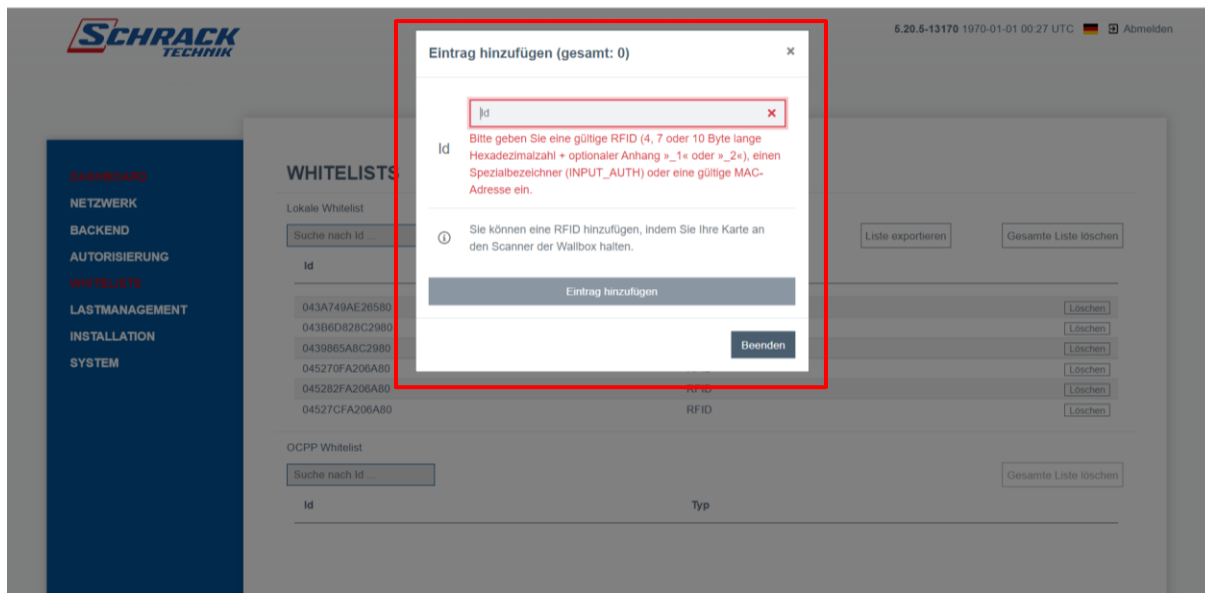 SCHRACK
TECHNIK
5.20.5-13170 1970-01-01 00:27 UTC Abmelden
Eintrag hinzufügen (gesamt: 0) ×
Id
Id
Bitte geben Sie eine gültige RFID (4, 7 oder 10 Byte lange
Hexadezimalzahl + optionaler Anhang »_1« oder »_2«), einen
Spezialbezeichner (INPUT_AUTH) oder eine gültige MAC-
Adresse ein.
Sie können eine RFID hinzufügen, indem Sie Ihre Karte an
den Scanner der Wallbox halten.
Eintrag hinzufügen
Beenden
DASHBOARD
NETZWERK
BACKEND
AUTORISIERUNG
WHITELISTS
LASTMANAGEMENT
INSTALLATION
SYSTEM
WHITELISTS
Lokale Whitelist
Suche nach Id ...
Liste exportieren
Gesamte Liste löschen
Id
043A749AE26580 Löschen
043B6D828C2980 Löschen
0439865A8C2980 Löschen
045270FA206A80 RFID Löschen
045282FA206A80 RFID Löschen
04527CFA206A80 RFID Löschen
OCPP Whitelist
Suche nach Id ...
Gesamte Liste löschen
Id Typ